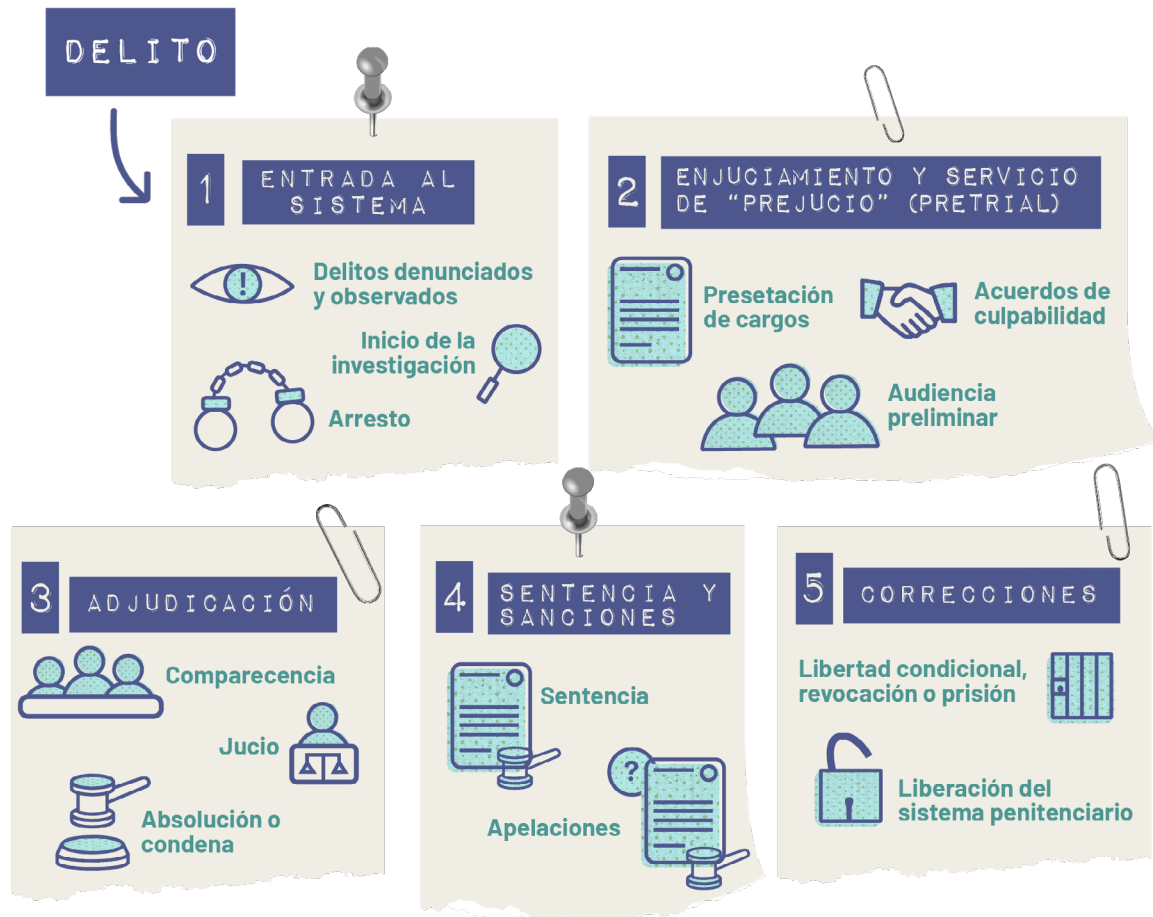 DELITO
1
ENTRADA AL
SISTEMA
Delitos denunciados
y observados
Inicio de la
investigación
Arresto
2
ENJUCIAMIENTO Y SERVICIO
DE “PREJUCIO” (PRETRIAL)
Presetación
de cargos
Acuerdos de
culpabilidad
Audiencia
preliminar
3
ADJUDICACIÓN
Comparecencia
Jucio
Absolución o
condena
4
SENTENCIA Y
SANCIONES
Sentencia
Apelaciones
5
CORRECCIONES
Libertad condicional,
revocación o prisión
Liberación del
sistema penitenciario